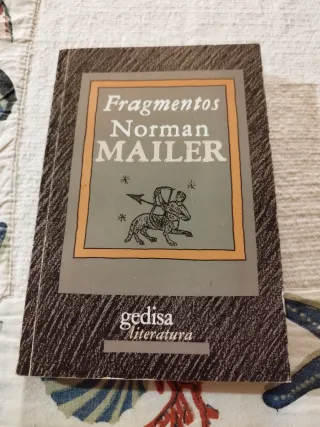 Fragmentos
Norman
MAILER
gedisa
literatura